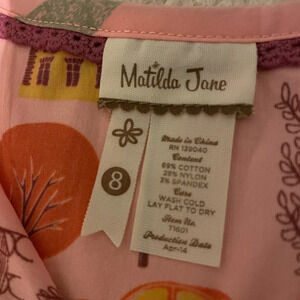 Matilda Jane
8
Made in China
RN 139040
Content
69% COTTON
28% NYLON
3% SPANDEX
Care
WASH COLD
LAY FLAT TO DRY
Item No.
71601
Production Date
Apr-14